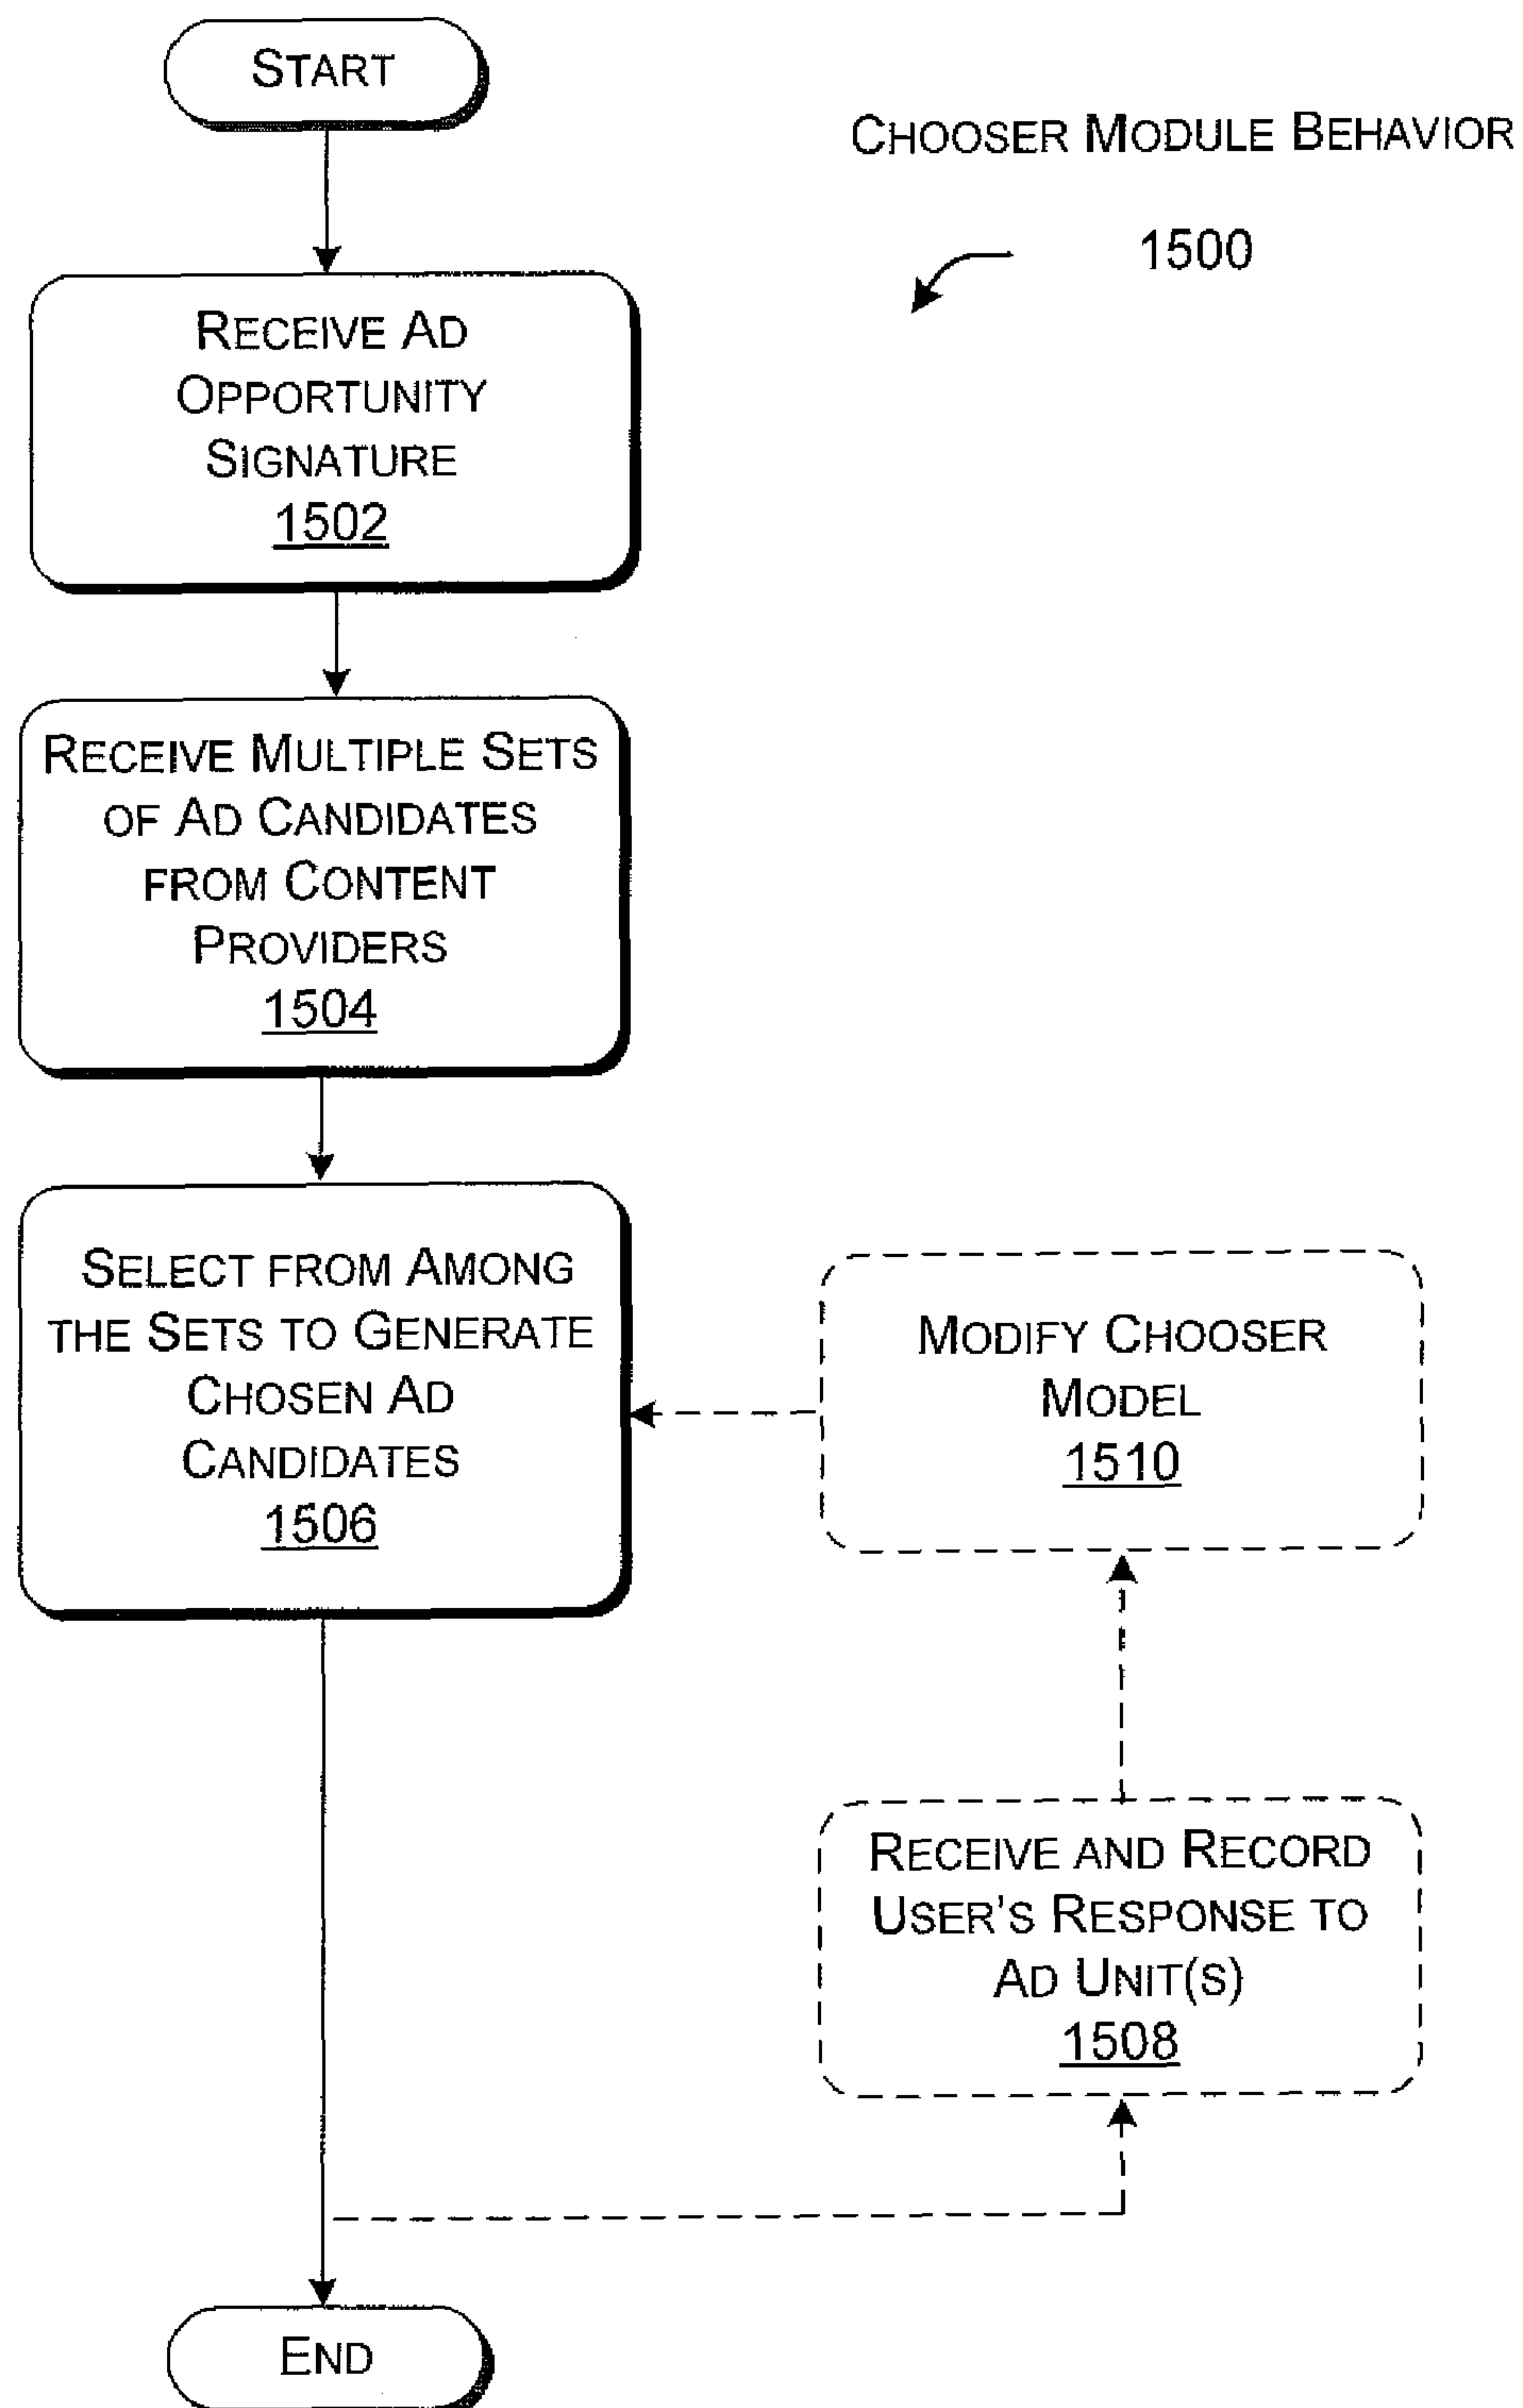 START
CHOOSER MODULE BEHAVIOR
1500
RECEIVE AD
OPPORTUNITY
SIGNATURE
1502
RECEIVE MULTIPLE SETS
OF AD CANDIDATES
FROM CONTENT
PROVIDERS
1504
SELECT FROM AMONG
THE SETS TO GENERATE
CHOSEN AD
CANDIDATES
1506
MODIFY CHOOSER
MODEL
1510
RECEIVE AND RECORD
USER'S RESPONSE TO
AD UNIT(S)
1508
END